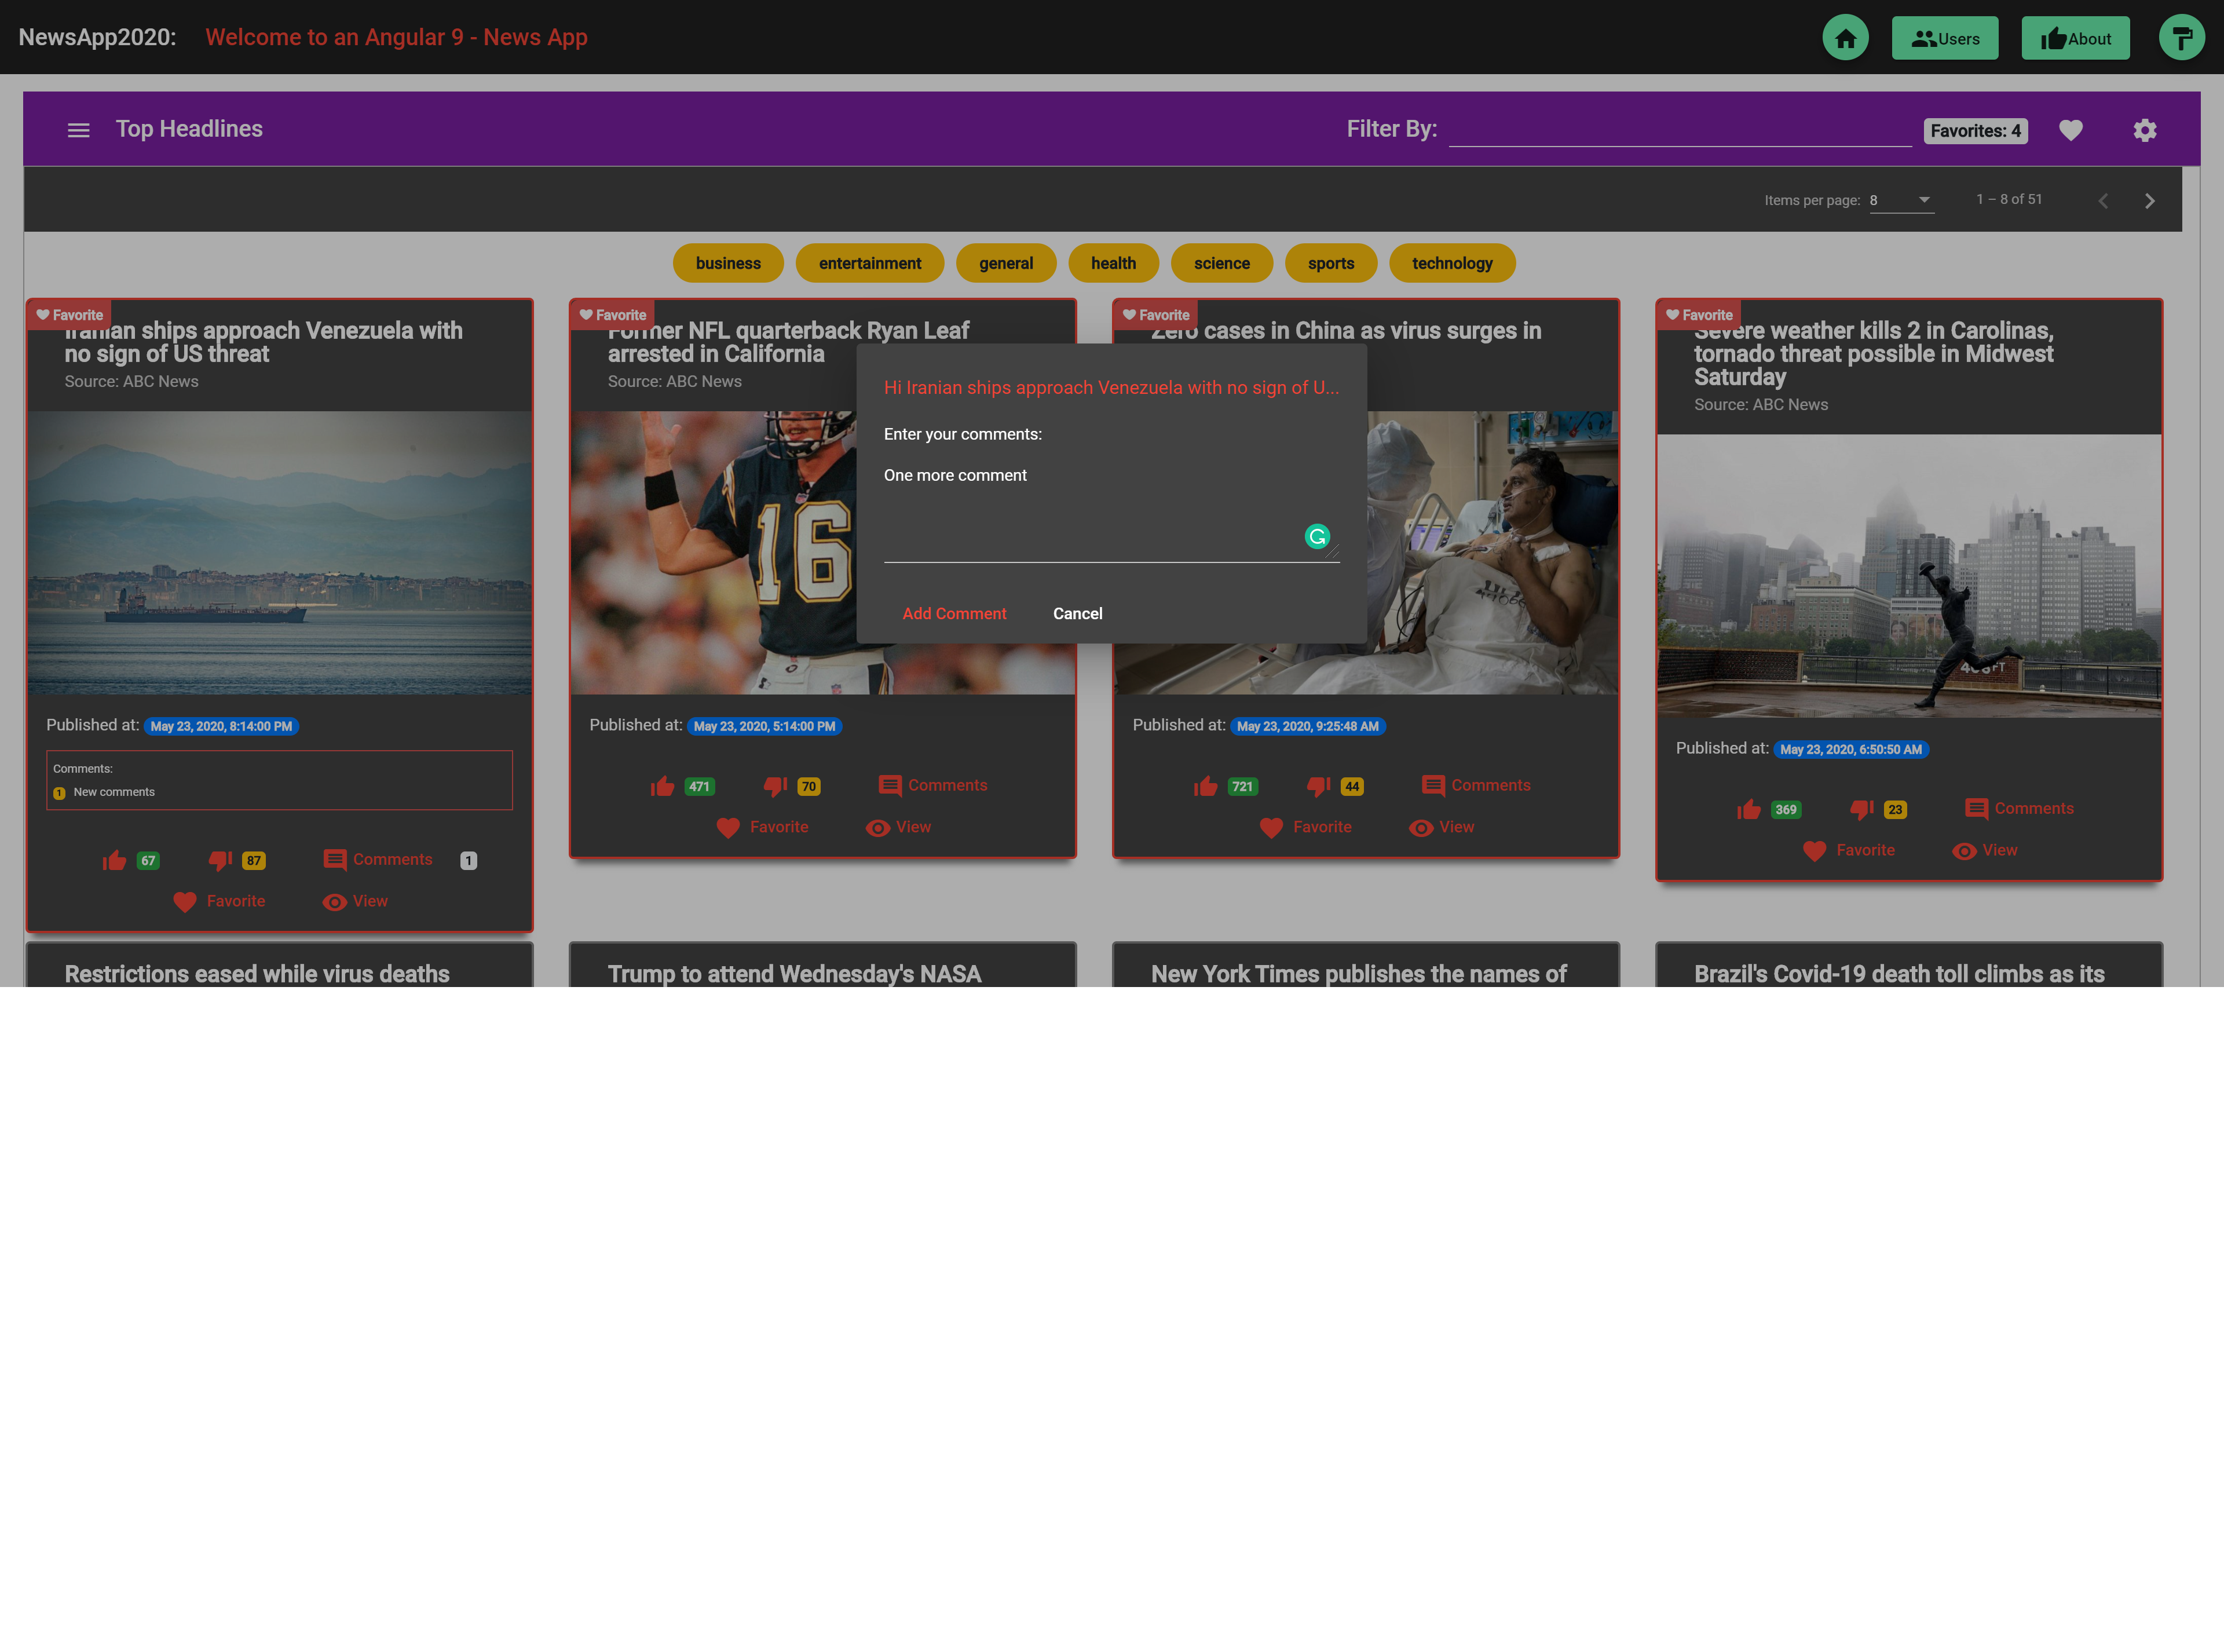 NewsApp2020: Welcome to an Angular 9 - News App Users About
Top Headlines Filter By: Favorites: 4
Items per page: 8 1 – 8 of 51
business entertainment general health science sports technology
Favorite
Iranian ships approach Venezuela with
no sign of US threat
Source: ABC News
Published at: May 23, 2020, 8:14:00 PM
Comments:
1 New comments
67 87 Comments 1
Favorite View
Favorite
Former NFL quarterback Ryan Leaf
arrested in California
Source: ABC News
16
Published at: May 23, 2020, 5:14:00 PM
471 70 Comments
Favorite View
Favorite
Zero cases in China as virus surges in
Published at: May 23, 2020, 9:25:48 AM
721 44 Comments
Favorite View
Favorite
Severe weather kills 2 in Carolinas,
tornado threat possible in Midwest
Saturday
Source: ABC News
Published at: May 23, 2020, 6:50:50 AM
369 23 Comments
Favorite View
Hi Iranian ships approach Venezuela with no sign of U...
Enter your comments:
One more comment
Add Comment Cancel
Restrictions eased while virus deaths
Trump to attend Wednesday's NASA
New York Times publishes the names of
Brazil's Covid-19 death toll climbs as its